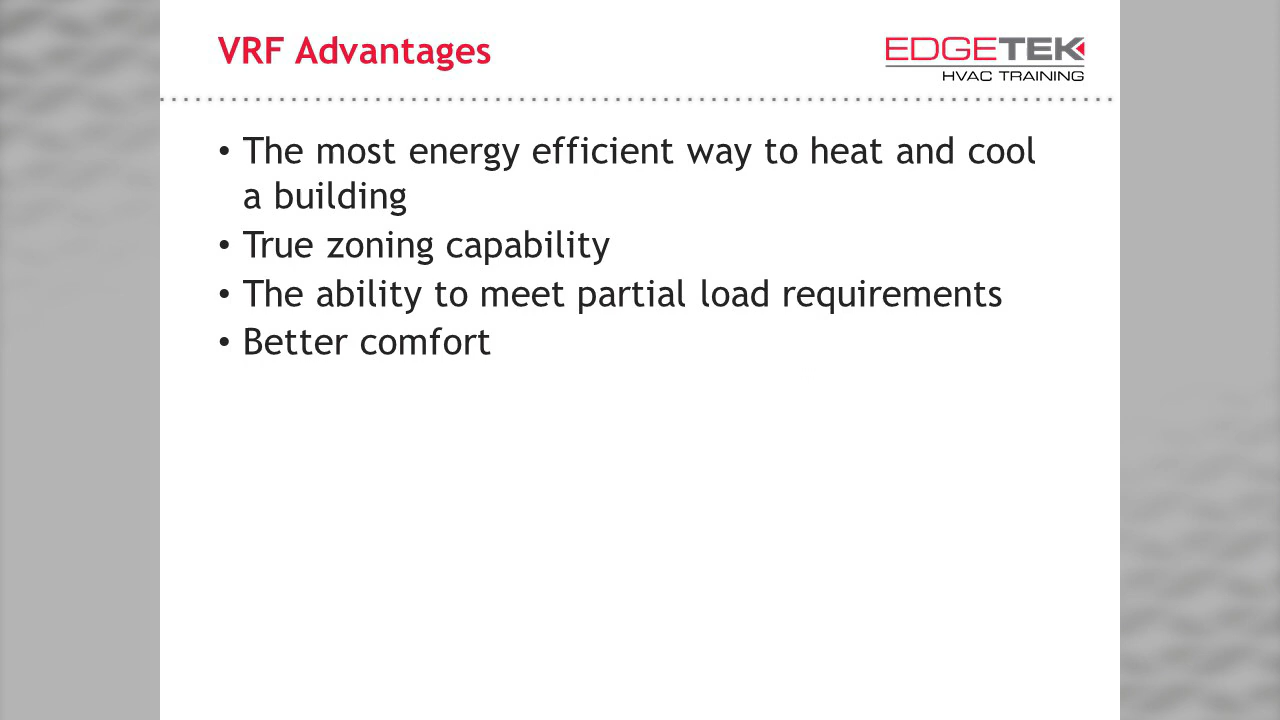 VRF Advantages
EDGETEK
HVAC TRAINING
• The most energy efficient way to heat and cool
a building
• True zoning capability
• The ability to meet partial load requirements
• Better comfort